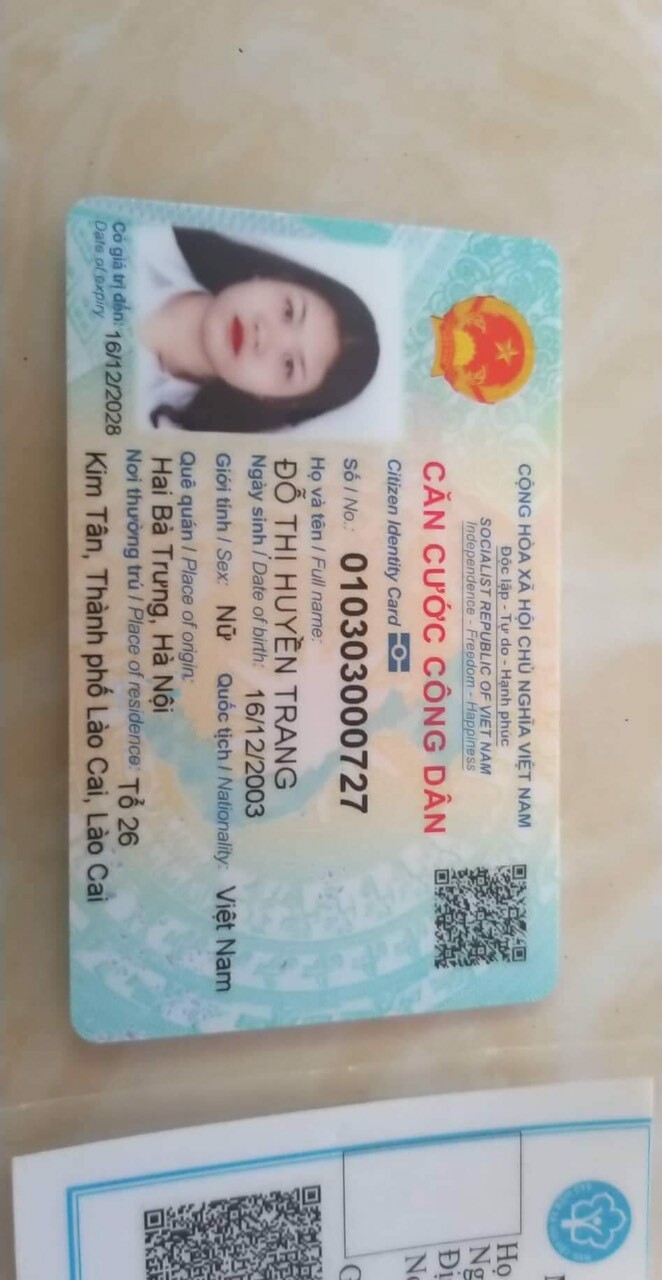 CỘNG HÒA XÃ HỘI CHỦ NGHĨA VIỆT NAM
Độc lập - Tự do - Hạnh phúc
SOCIALIST REPUBLIC OF VIET NAM
Independence - Freedom - Happiness
CĂN CƯỚC CÔNG DÂN
Citizen Identity Card
Số / No.: 010303000727
Họ và tên / Full name:
ĐỖ THI HUYỀN TRANG
Ngày sinh / Date of birth: 16/12/2003
Giới tính / Sex: Nữ Quốc tịch / Nationality: Việt Nam
Quê quán / Place of origin:
Hai Bà Trưng, Hà Nội
Nơi thường trú / Place of residence: Tổ 26
Kim Tân, Thành phố Lào Cai, Lào Cai
Có giá trị đến: 16/12/2028
Date of expiry
Họ